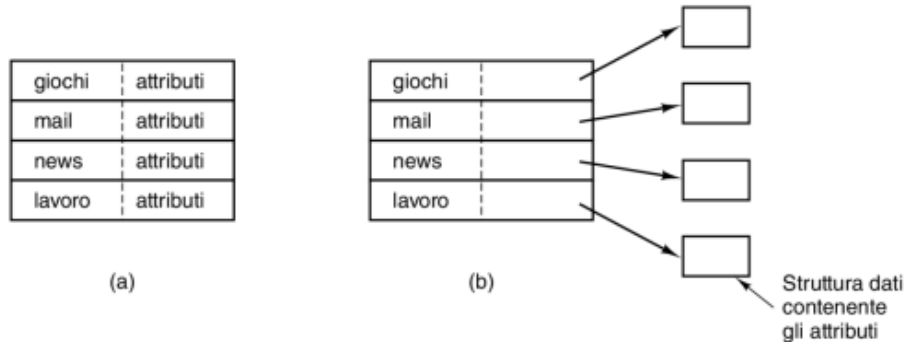 giochi attributi
mail attributi
news attributi
lavoro attributi
(a)
giochi
mail
news
lavoro
(b)
Struttura dati
contenente
gli attributi